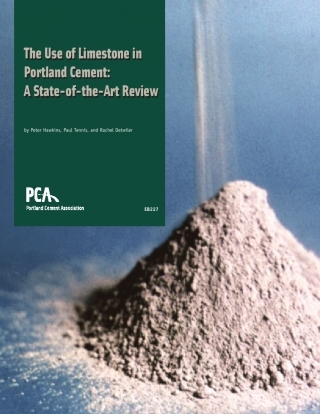 The Use of Limestone in
Portland Cement:
A State-of-the-Art Review
by Peter Hawkins, Paul Tennis, and Rachel Detwiler
PCA
Portland Cement Association
EB227